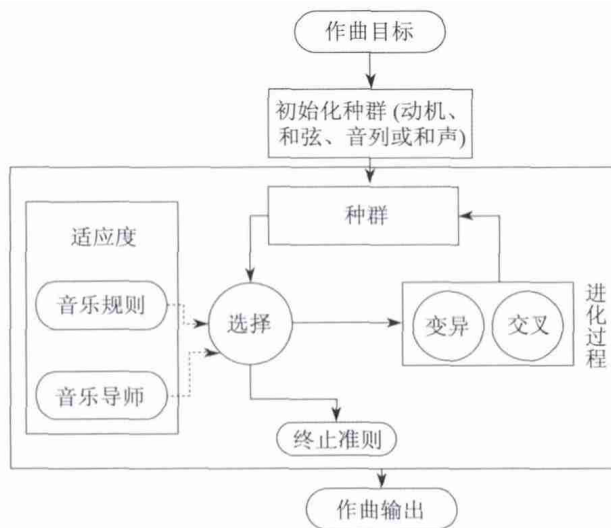 作曲目标
初始化种群 (动机、
和弦、音列或和声)
种群
适应度
音乐规则
选择
变异
交叉
进化过程
音乐导师
终止准则
作曲输出